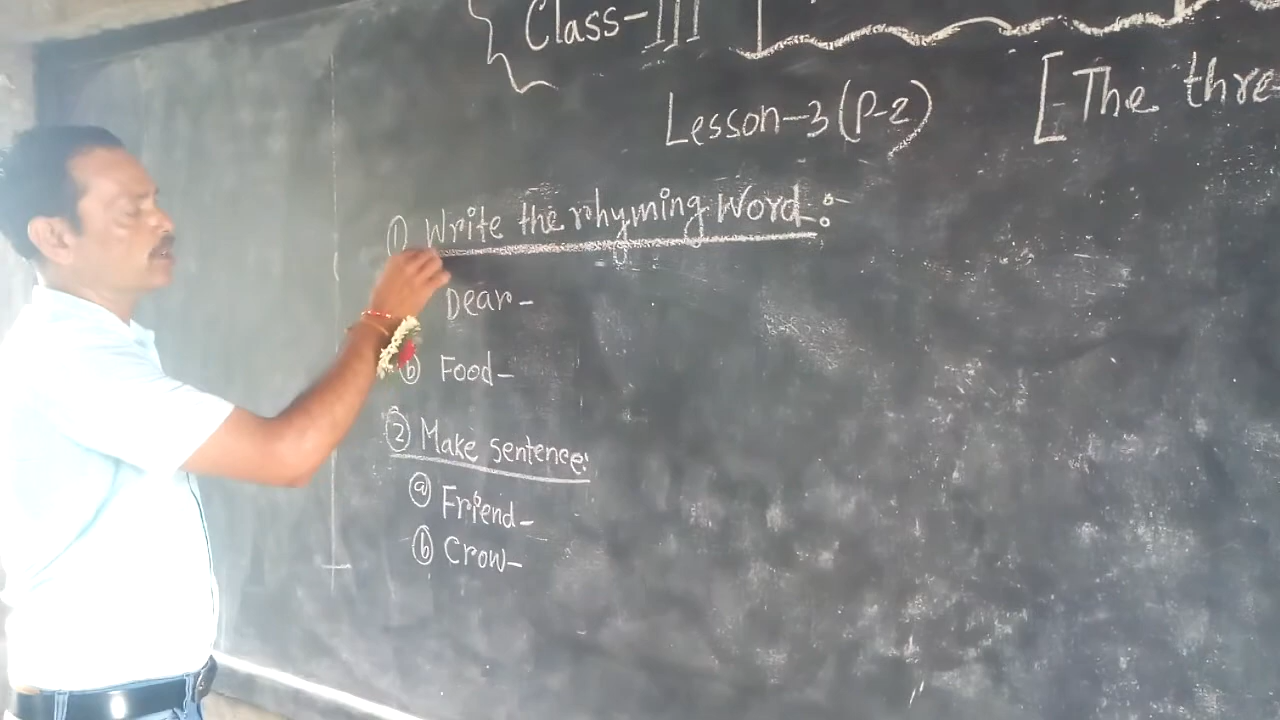 Class-III
Lesson-3 (P-2)
[The thre
① Write the rhyming Word:-
Dear-
ⓑ Food-
② Make sentence:
ⓐ Friend-
ⓑ Crow-